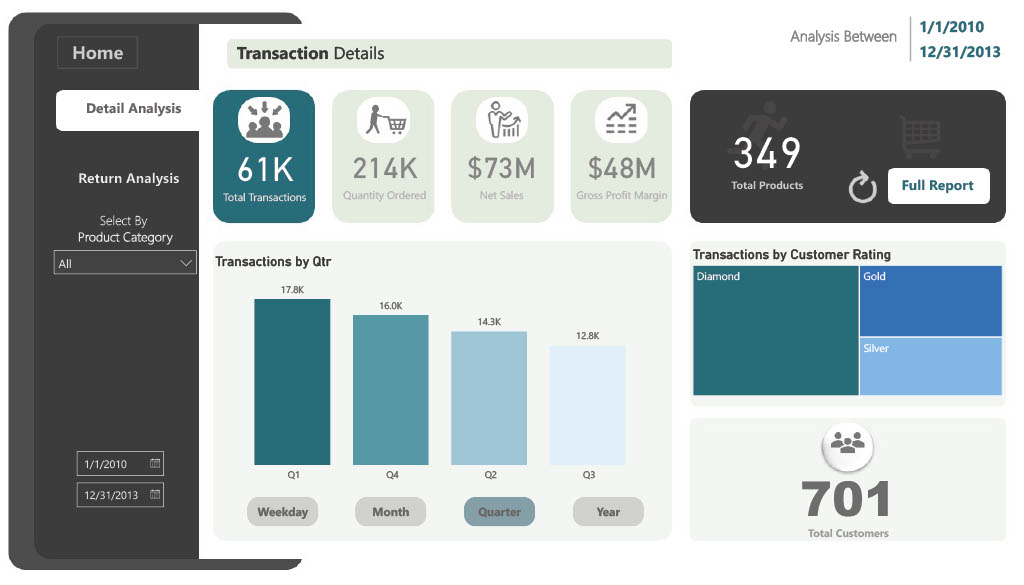 Home
Detail Analysis
Return Analysis
Select By
Product Category
All
1/1/2010
12/31/2013
Transaction Details
Analysis Between
1/1/2010
12/31/2013
61K
Total Transactions
214K
Quantity Ordered
$73M
Net Sales
$48M
Gross Profit Margin
349
Total Products
Full Report
Transactions by Qtr
17.8K
16.0K
14.3K
12.8K
Q1
Q4
Q2
Q3
Weekday
Month
Quarter
Year
Transactions by Customer Rating
Diamond
Gold
Silver
701
Total Customers